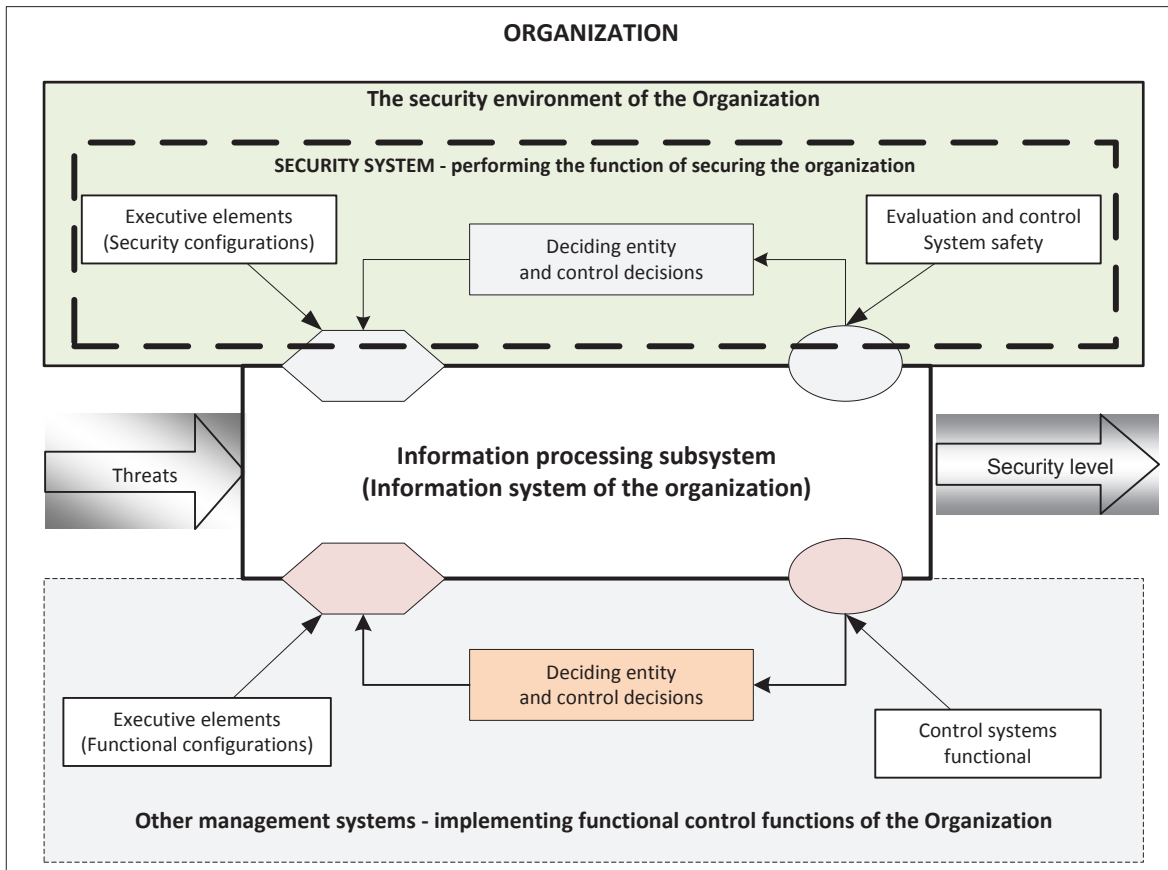 ORGANIZATION
The security environment of the Organization
SECURITY SYSTEM - performing the function of securing the organization
Executive elements
(Security configurations)
Deciding entity
and control decisions
Evaluation and control
System safety
Threats
Information processing subsystem
(Information system of the organization)
Security level
Deciding entity
and control decisions
Executive elements
(Functional configurations)
Control systems
functional
Other management systems - implementing functional control functions of the Organization